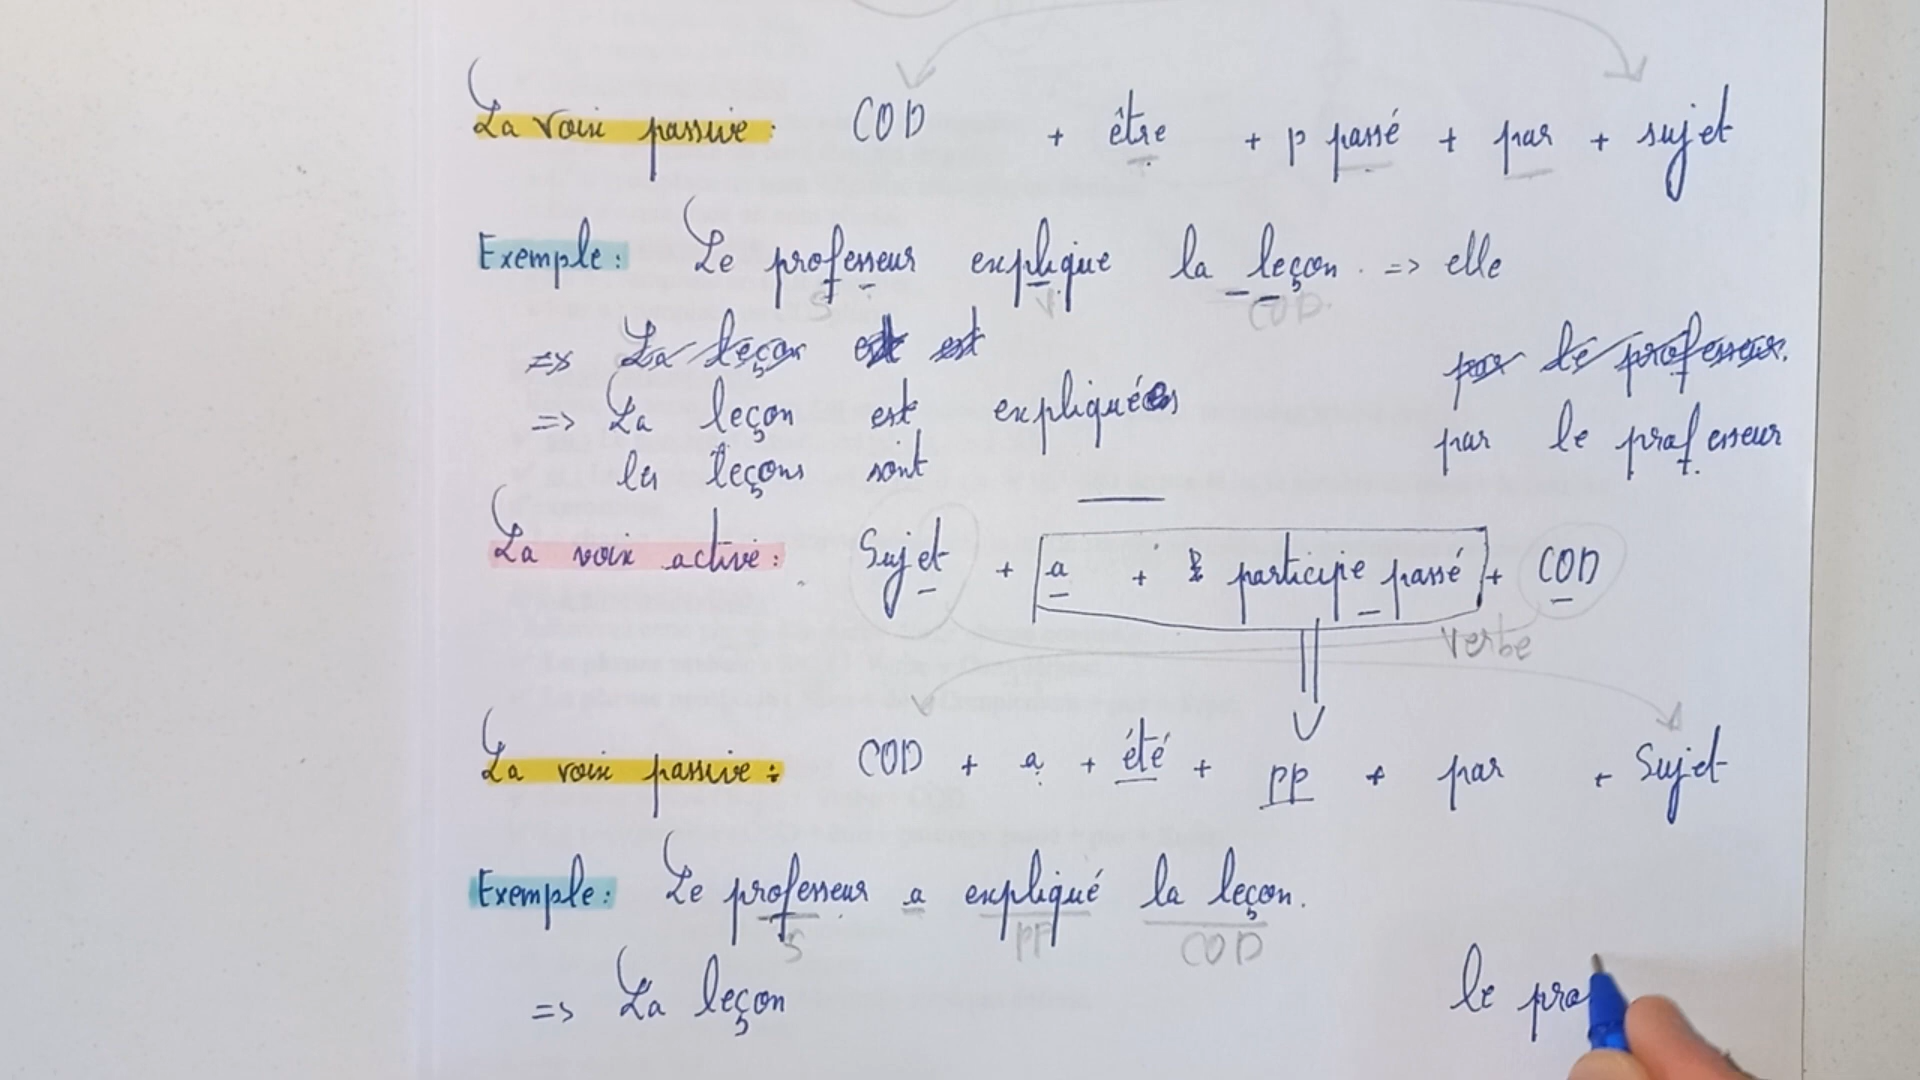 La voix passive: COD + être + p passé + par + sujet
Exemple: Le professeur explique la leçon. => elle
S V COD
=> La leçon est est par le professeur.
=> La leçon est expliquées par le professeur
les leçons sont
La voix active: Sujet + a + participe passé + COD
Verbe
La voix passive: COD + a + été + pp + par + Sujet
Exemple: Le professeur a expliqué la leçon.
S PP COD
=> La leçon le pro